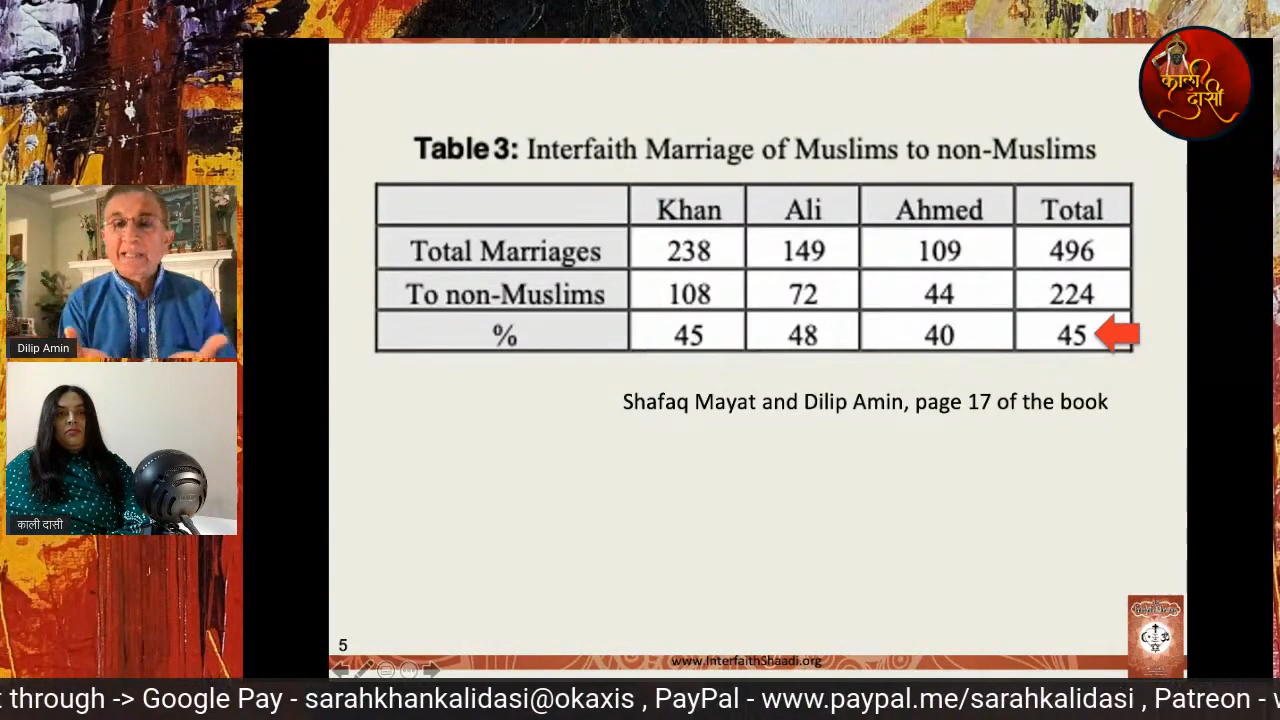 काली
दासी
Table 3: Interfaith Marriage of Muslims to non-Muslims
Khan Ali Ahmed Total
Total Marriages 238 149 109 496
To non-Muslims 108 72 44 224
% 45 48 40 45
Shafaq Mayat and Dilip Amin, page 17 of the book
Dilip Amin
काली दासी
5
www.InterfaithShaadi.org
t through -> Google Pay - sarahkhankalidasi@okaxis , PayPal - www.paypal.me/sarahkalidasi , Patreon -